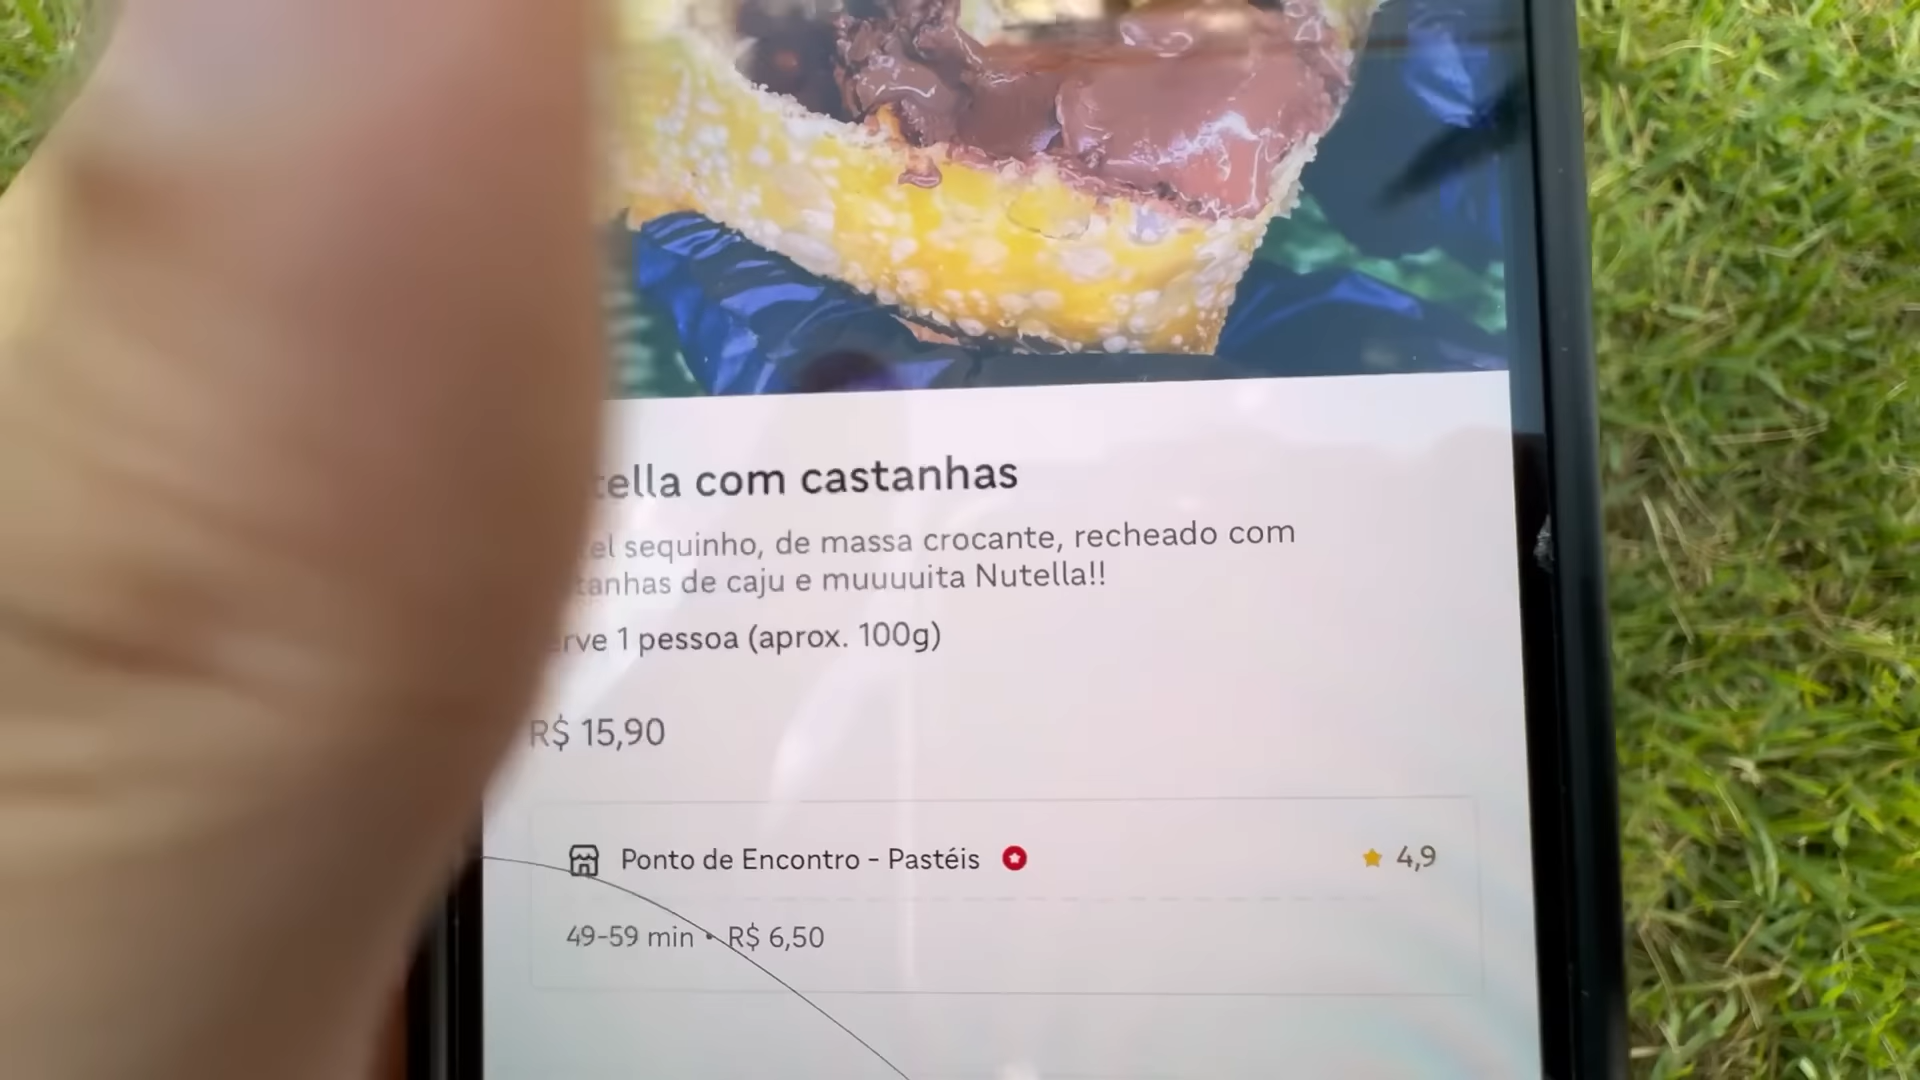 tella com castanhas
el sequinho, de massa crocante, recheado com
tanhas de caju e muuuuita Nutella!!
rve 1 pessoa (aprox. 100g)
R$ 15,90
Ponto de Encontro - Pastéis
4,9
49-59 min • R$ 6,50